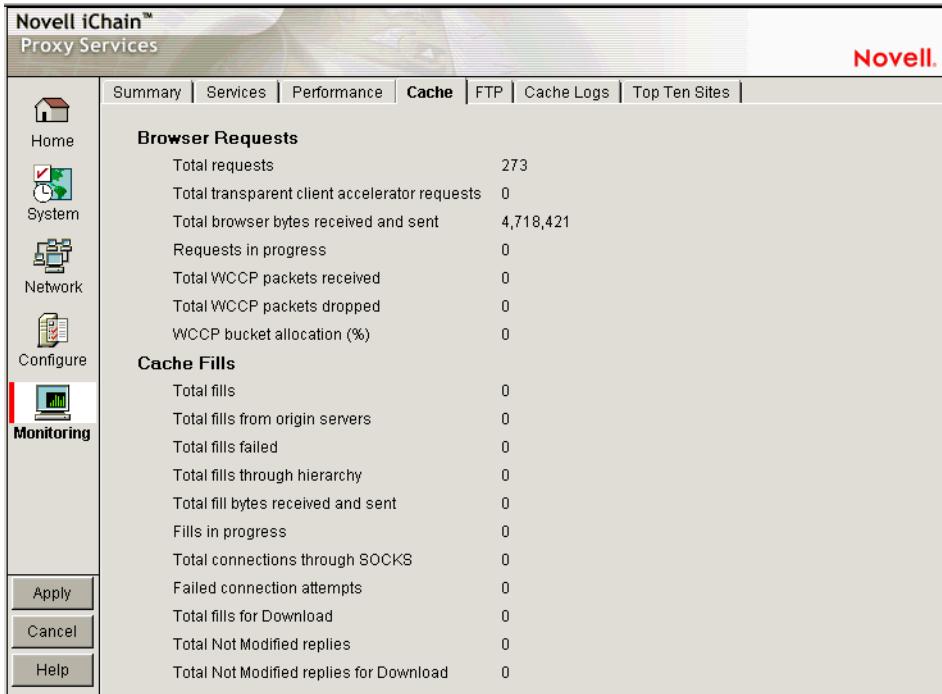 Novell iChain™
Proxy Services
Novell.
Summary Services Performance Cache FTP Cache Logs Top Ten Sites
Home
System
Network
Configure
Monitoring
Browser Requests
Total requests 273
Total transparent client accelerator requests 0
Total browser bytes received and sent 4,718,421
Requests in progress 0
Total WCCP packets received 0
Total WCCP packets dropped 0
WCCP bucket allocation (%) 0
Cache Fills
Total fills 0
Total fills from origin servers 0
Total fills failed 0
Total fills through hierarchy 0
Total fill bytes received and sent 0
Fills in progress 0
Total connections through SOCKS 0
Failed connection attempts 0
Total fills for Download 0
Total Not Modified replies 0
Total Not Modified replies for Download 0
Apply
Cancel
Help